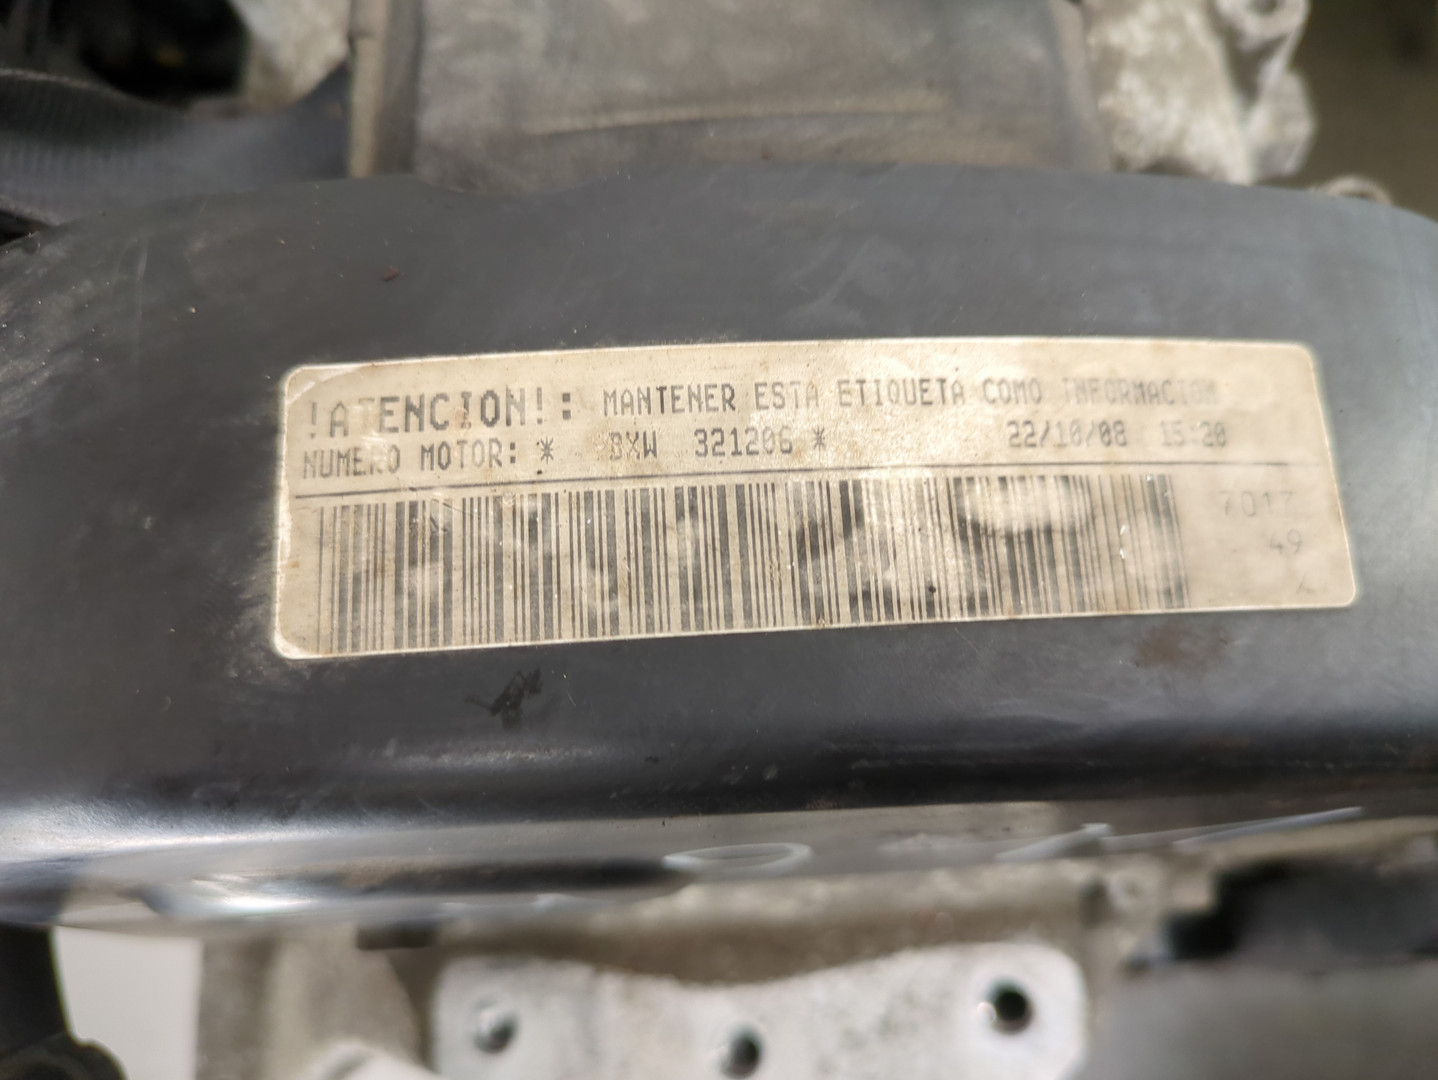 !ATENCION!: MANTENER ESTA ETIQUETA COMO INFORMACION
NUMERO MOTOR: * BXW 321206 * 22/10/08 15:20
7017
49